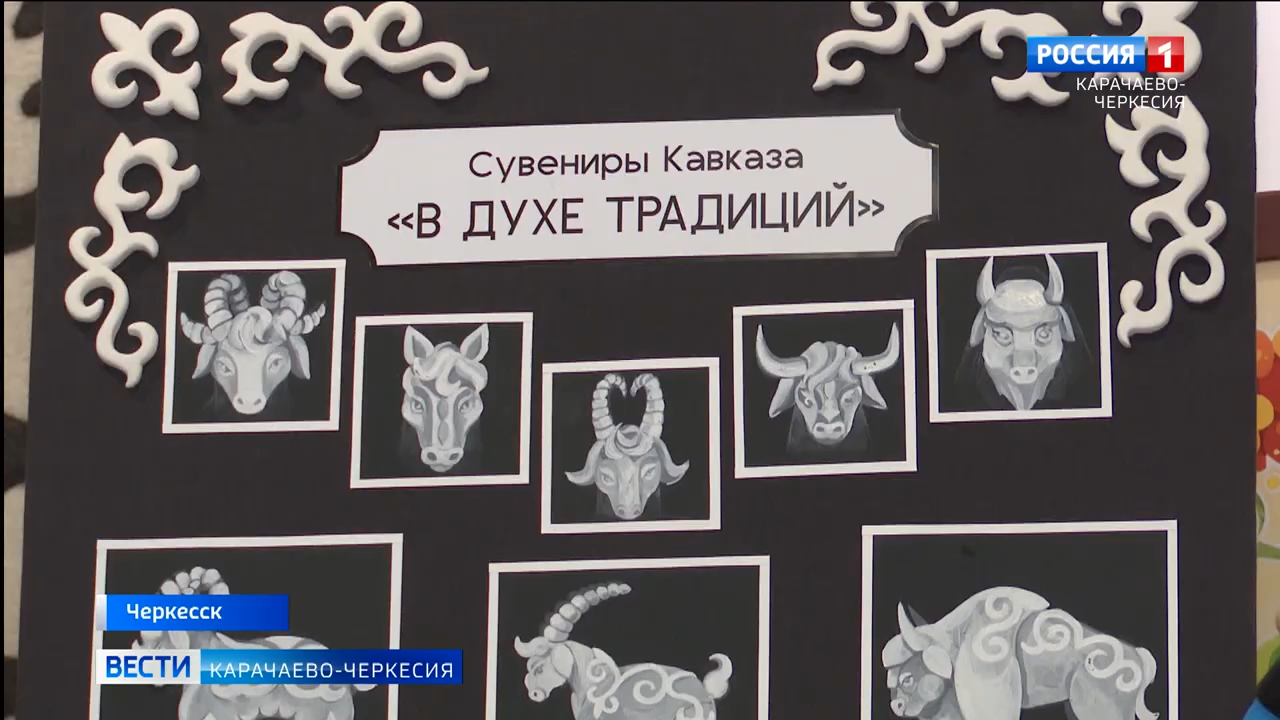 РОССИЯ 1
КАРАЧАЕВО-
ЧЕРКЕСИЯ
Сувениры Кавказа
«В ДУХЕ ТРАДИЦИЙ»
Черкесск
ВЕСТИ КАРАЧАЕВО-ЧЕРКЕСИЯ